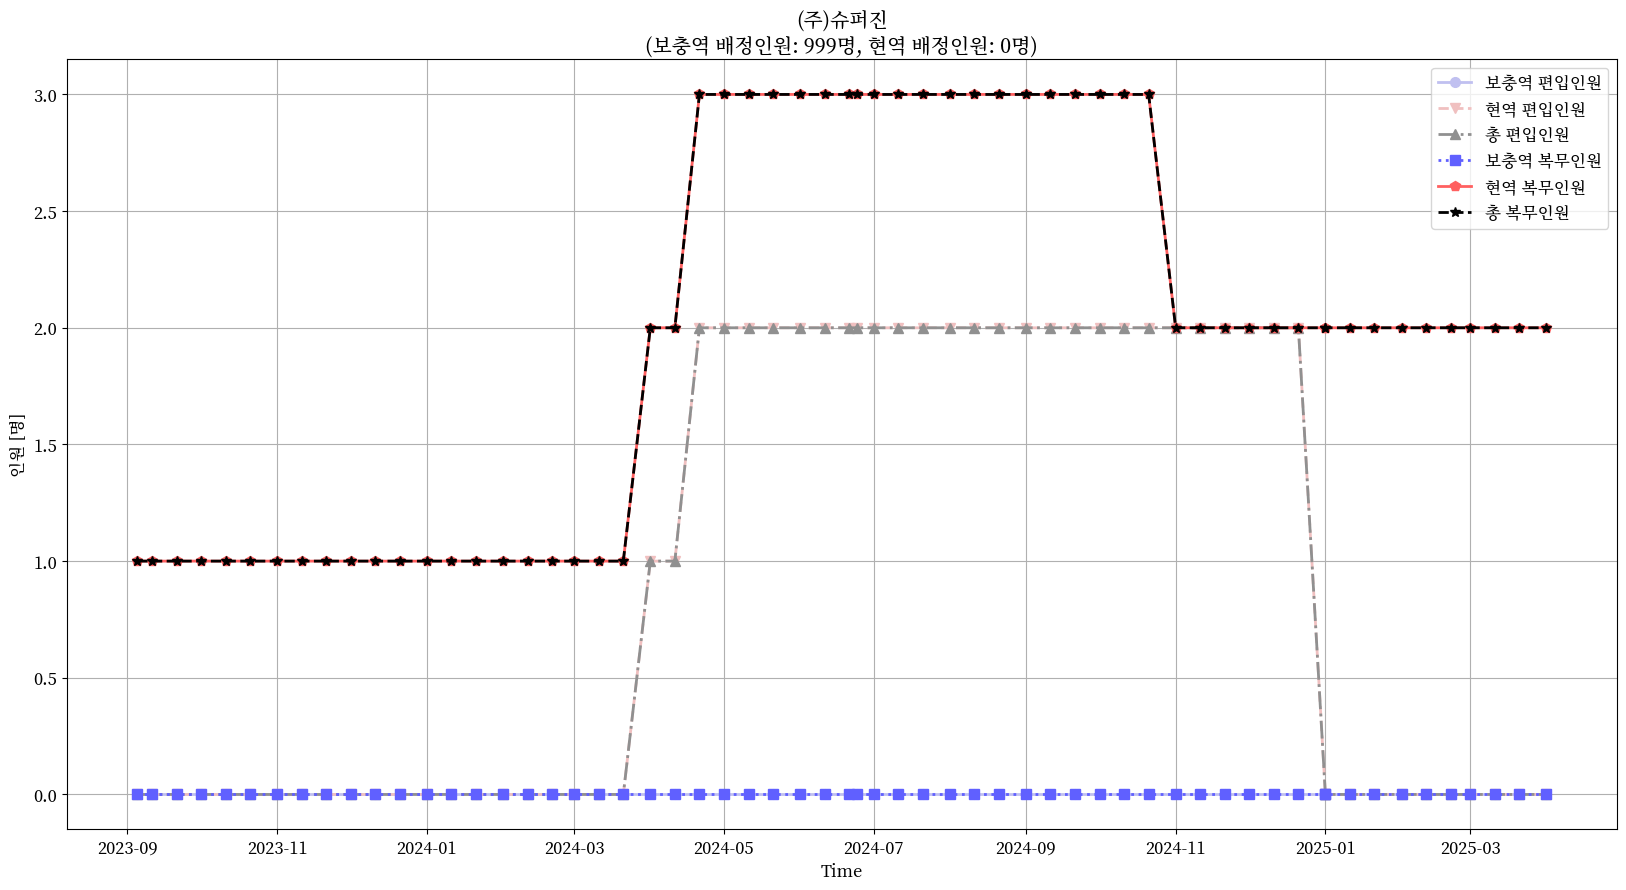 (주)슈퍼진
(보충역 배정인원: 999명, 현역 배정인원: 0명)
3.0
2.5
2.0
1.5
1.0
0.5
0.0
인원 [명]
보충역 편입인원
현역 편입인원
총 편입인원
보충역 복무인원
현역 복무인원
총 복무인원
2023-09 2023-11 2024-01 2024-03 2024-05 2024-07 2024-09 2024-11 2025-01 2025-03
Time